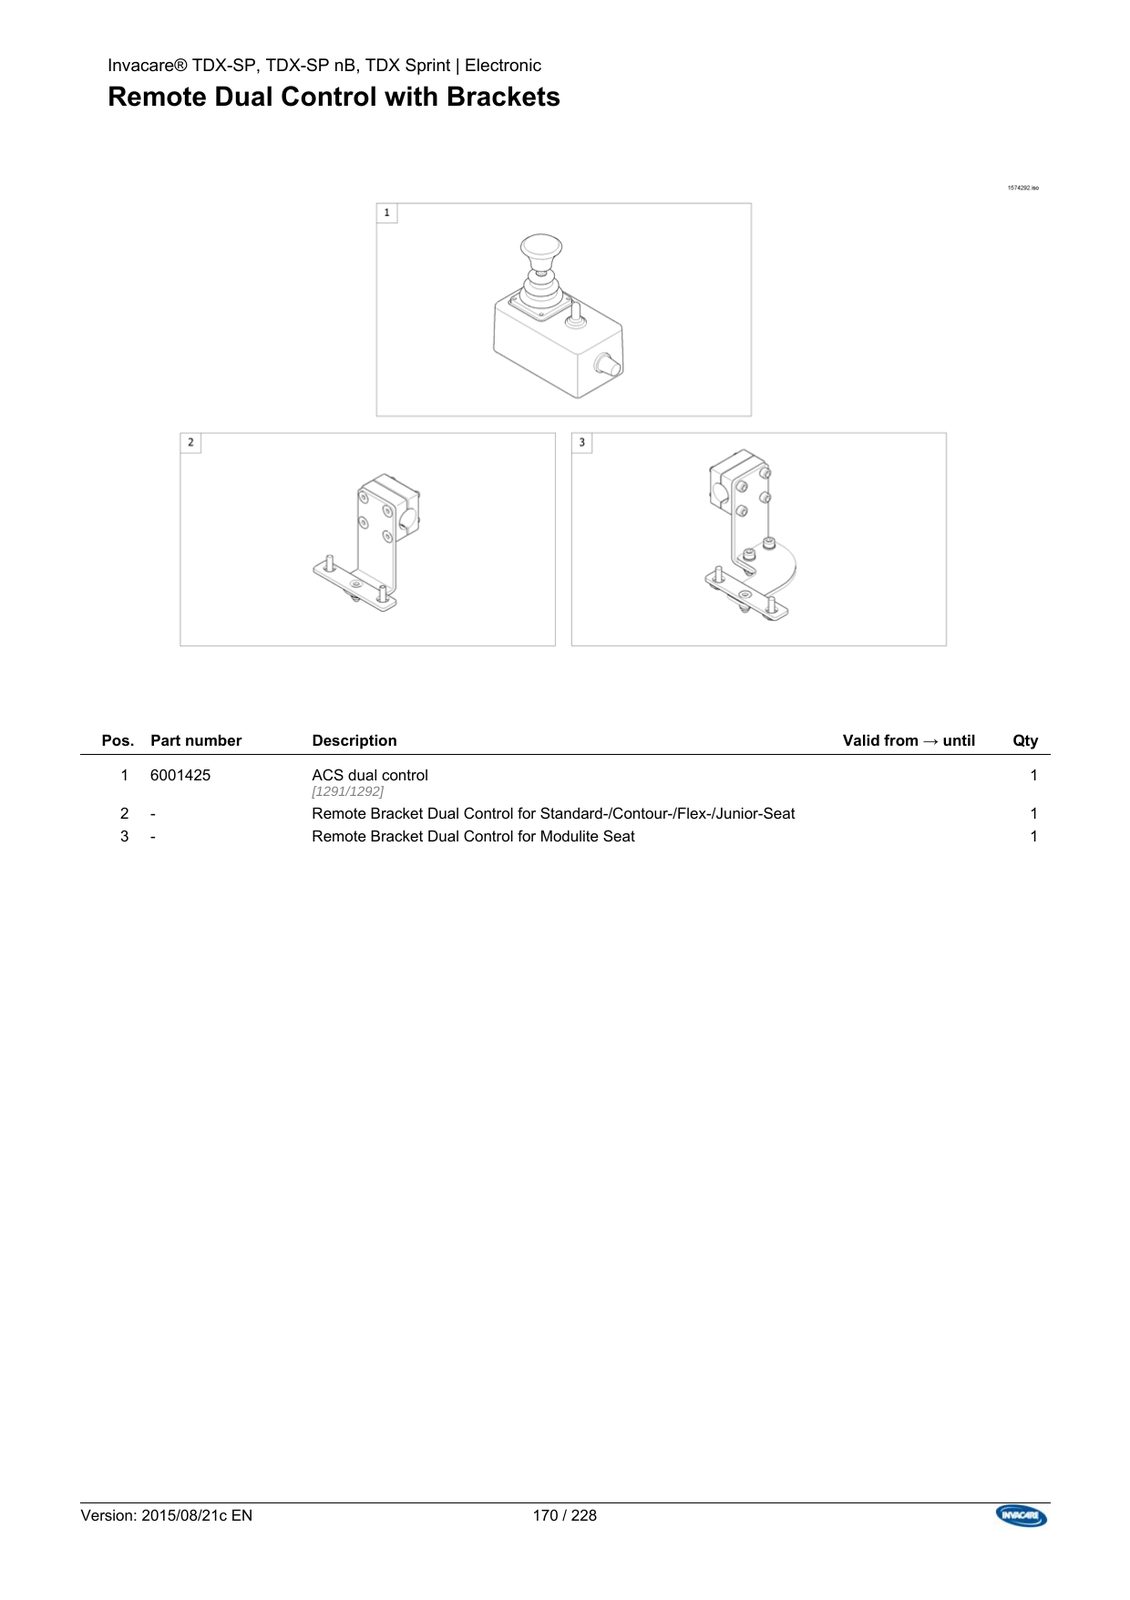 Invacare® TDX-SP, TDX-SP nB, TDX Sprint | Electronic
Remote Dual Control with Brackets
1574292.iso
1
2
3
Pos. Part number Description Valid from → until Qty
1 6001425 ACS dual control 1
[1291/1292]
2 - Remote Bracket Dual Control for Standard-/Contour-/Flex-/Junior-Seat 1
3 - Remote Bracket Dual Control for Modulite Seat 1
Version: 2015/08/21c EN 170 / 228
INVACARE